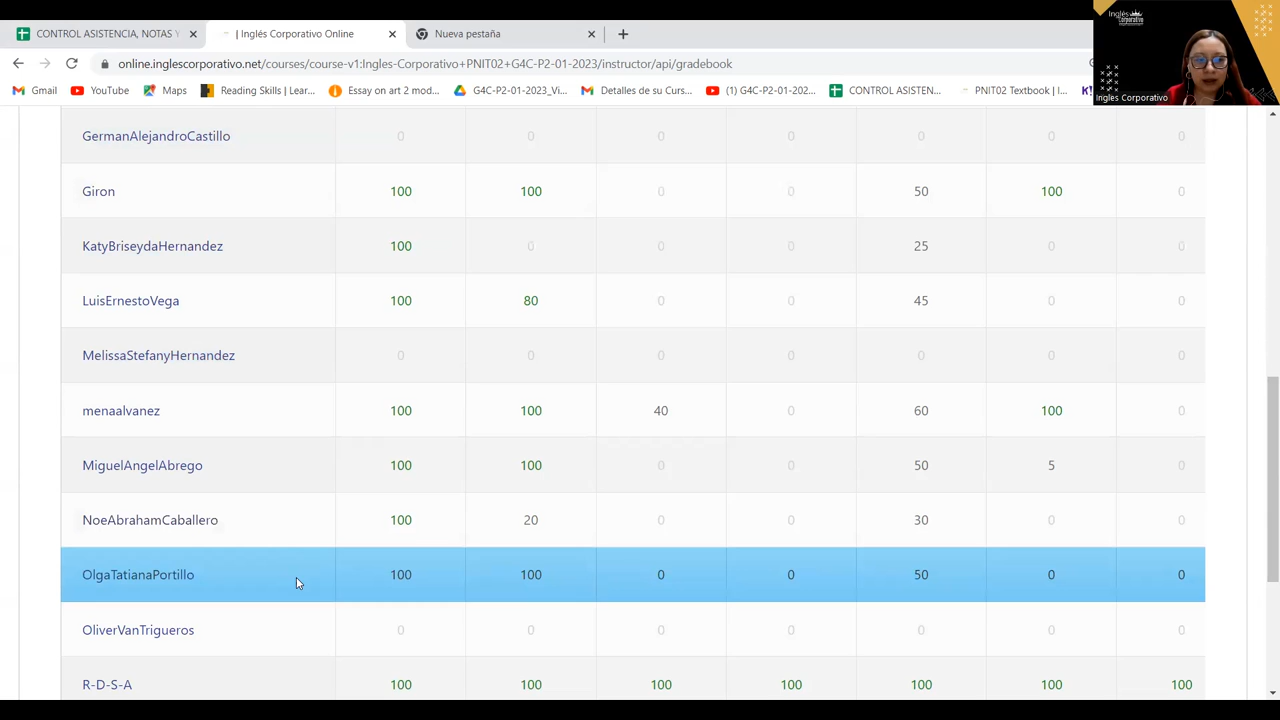 CONTROL ASISTENCIA, NOTAS Y
| Inglés Corporativo Online
Nueva pestaña
online.inglescorporativo.net/courses/course-v1:Ingles-Corporativo+PNIT02+G4C-P2-01-2023/instructor/api/gradebook
Gmail YouTube Maps Reading Skills | Lear... Essay on art 2 mod... G4C-P2-01-2023_Vi... Detalles de su Curs... (1) G4C-P2-01-202... CONTROL ASISTEN... PNIT02 Textbook | I...
Inglés
Corporativo
Ingles Corporativo
GermanAlejandroCastillo 0 0 0 0 0 0 0
Giron 100 100 0 0 50 100 0
KatyBriseydaHernandez 100 0 0 0 25 0 0
LuisErnestoVega 100 80 0 0 45 0 0
MelissaStefanyHernandez 0 0 0 0 0 0 0
menaalvanez 100 100 40 0 60 100 0
MiguelAngelAbrego 100 100 0 0 50 5 0
NoeAbrahamCaballero 100 20 0 0 30 0 0
OlgaTatianaPortillo 100 100 0 0 50 0 0
OliverVanTrigueros 0 0 0 0 0 0 0
R-D-S-A 100 100 100 100 100 100 100